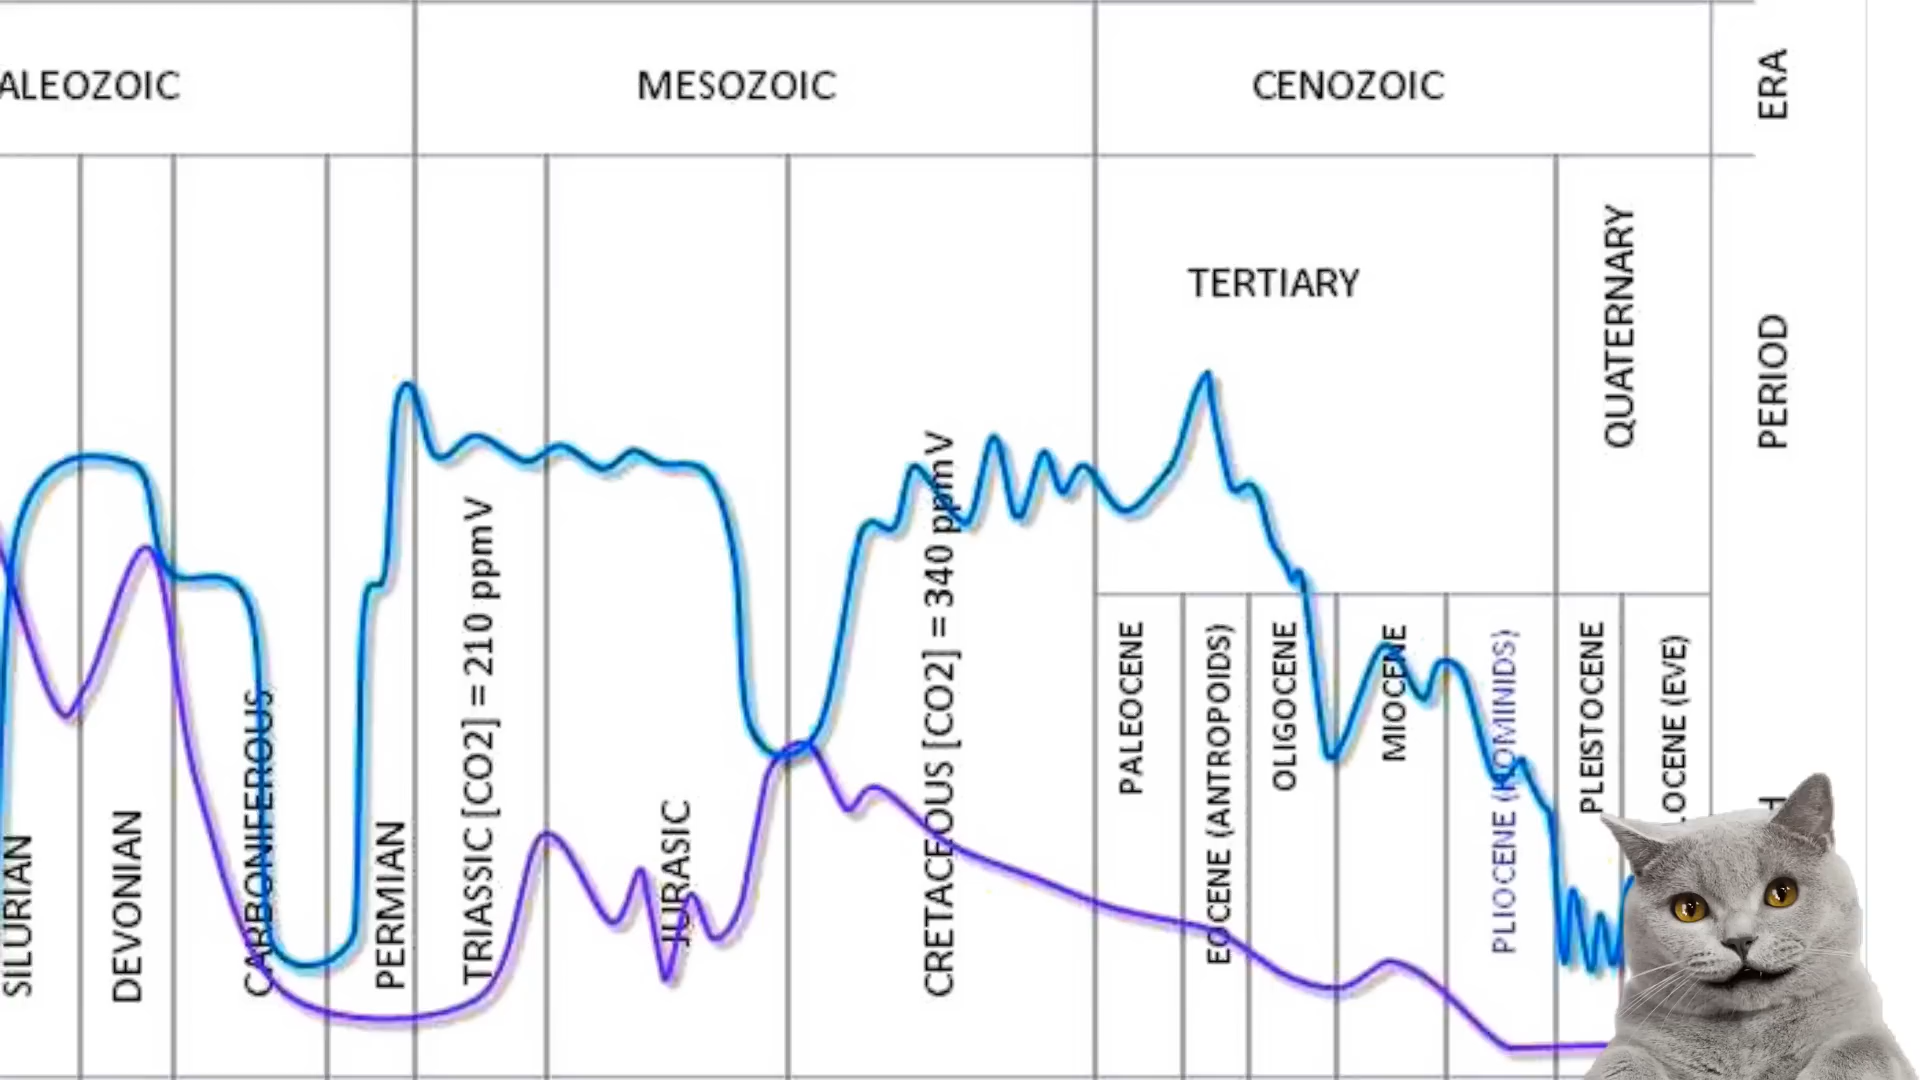 ALEOZOIC
MESOZOIC
CENOZOIC
ERA
TERTIARY
QUATERNARY
PERIOD
SILURIAN
DEVONIAN
CARBONIFEROUS
PERMIAN
TRIASSIC [CO2] = 210 ppmV
JURASIC
CRETACEOUS [CO2] = 340 ppmV
PALEOCENE
EOCENE (ANTROPOIDS)
OLIGOCENE
MIOCENE
PLIOCENE (HOMINIDS)
PLEISTOCENE
LOCENE (EVE)